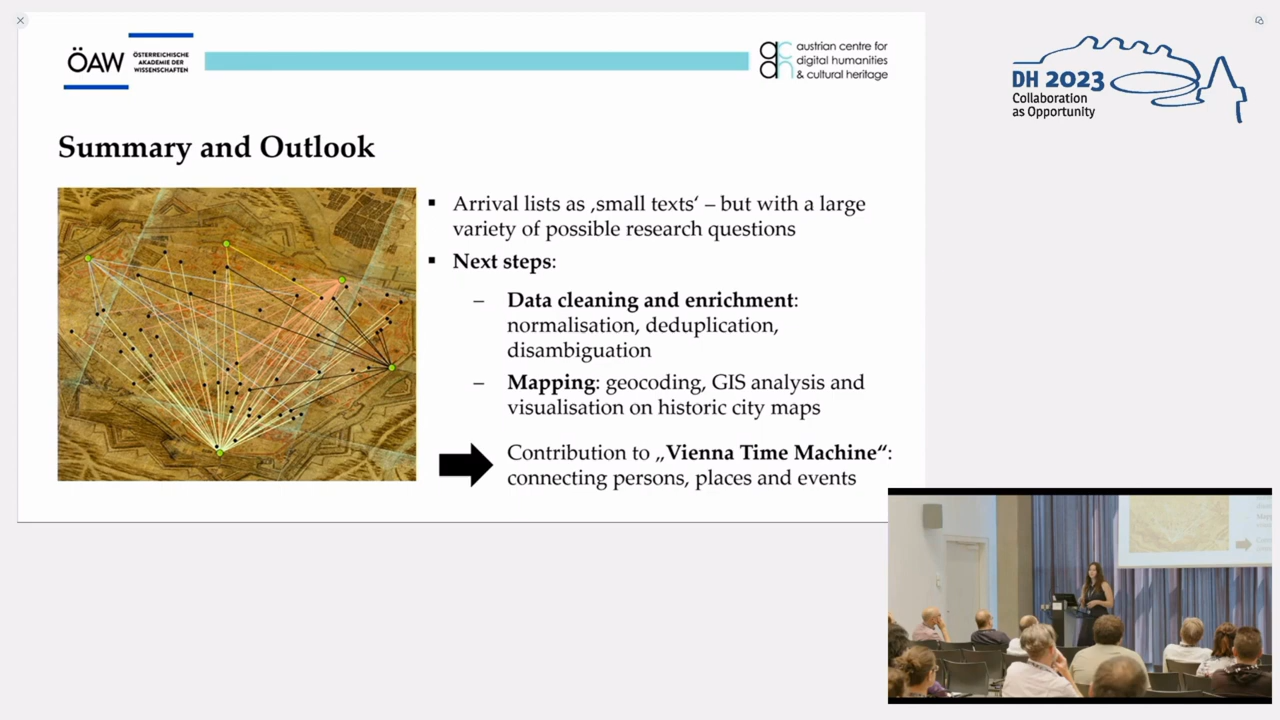 ÖAW
ÖSTERREICHISCHE
AKADEMIE DER
WISSENSCHAFTEN
austrian centre for
digital humanities
& cultural heritage
DH 2023
Collaboration
as Opportunity
Summary and Outlook
▪ Arrival lists as ‚small texts‘ – but with a large
variety of possible research questions
▪ Next steps:
– Data cleaning and enrichment:
normalisation, deduplication,
disambiguation
– Mapping: geocoding, GIS analysis and
visualisation on historic city maps
Contribution to „Vienna Time Machine“:
connecting persons, places and events